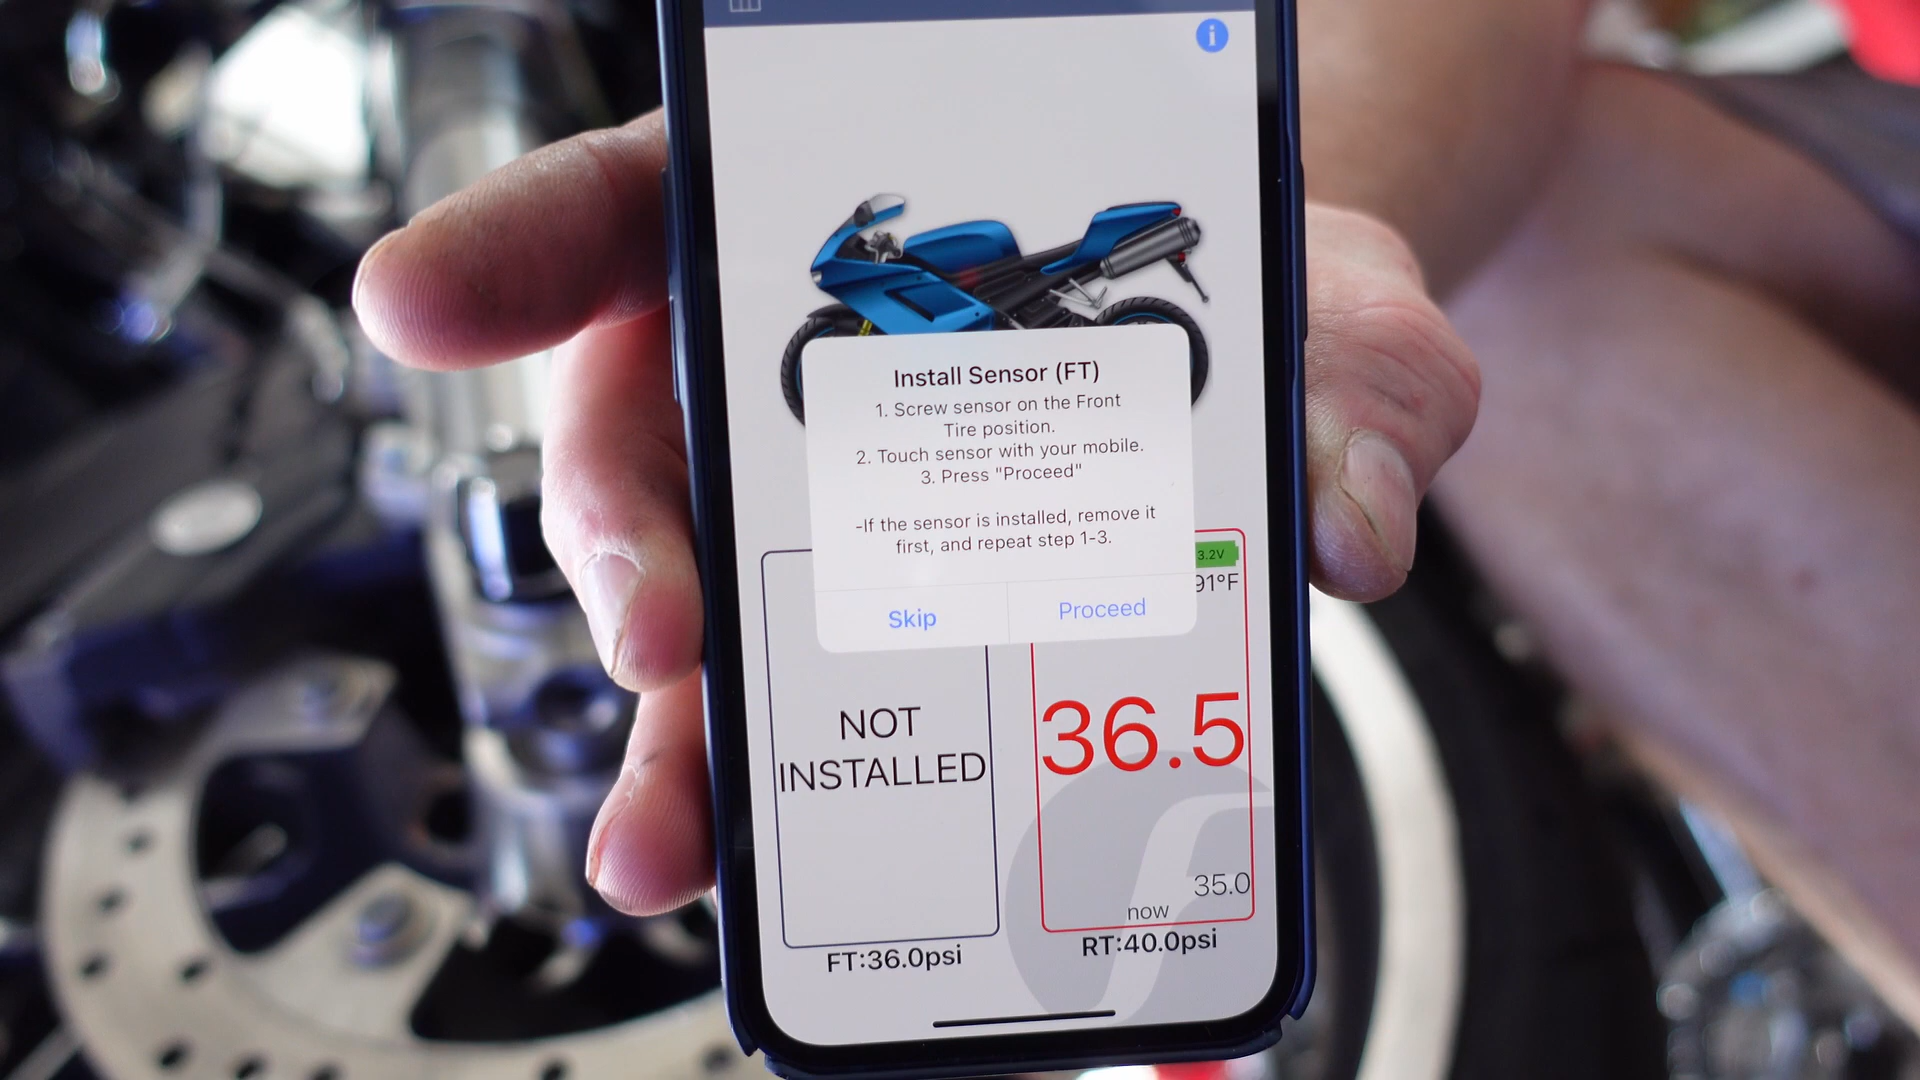 i
Install Sensor (FT)
1. Screw sensor on the Front
Tire position.
2. Touch sensor with your mobile.
3. Press "Proceed"
-If the sensor is installed, remove it
first, and repeat step 1-3.
Skip
Proceed
3.2V
91°F
NOT
INSTALLED
36.5
35.0
now
FT:36.0psi
RT:40.0psi